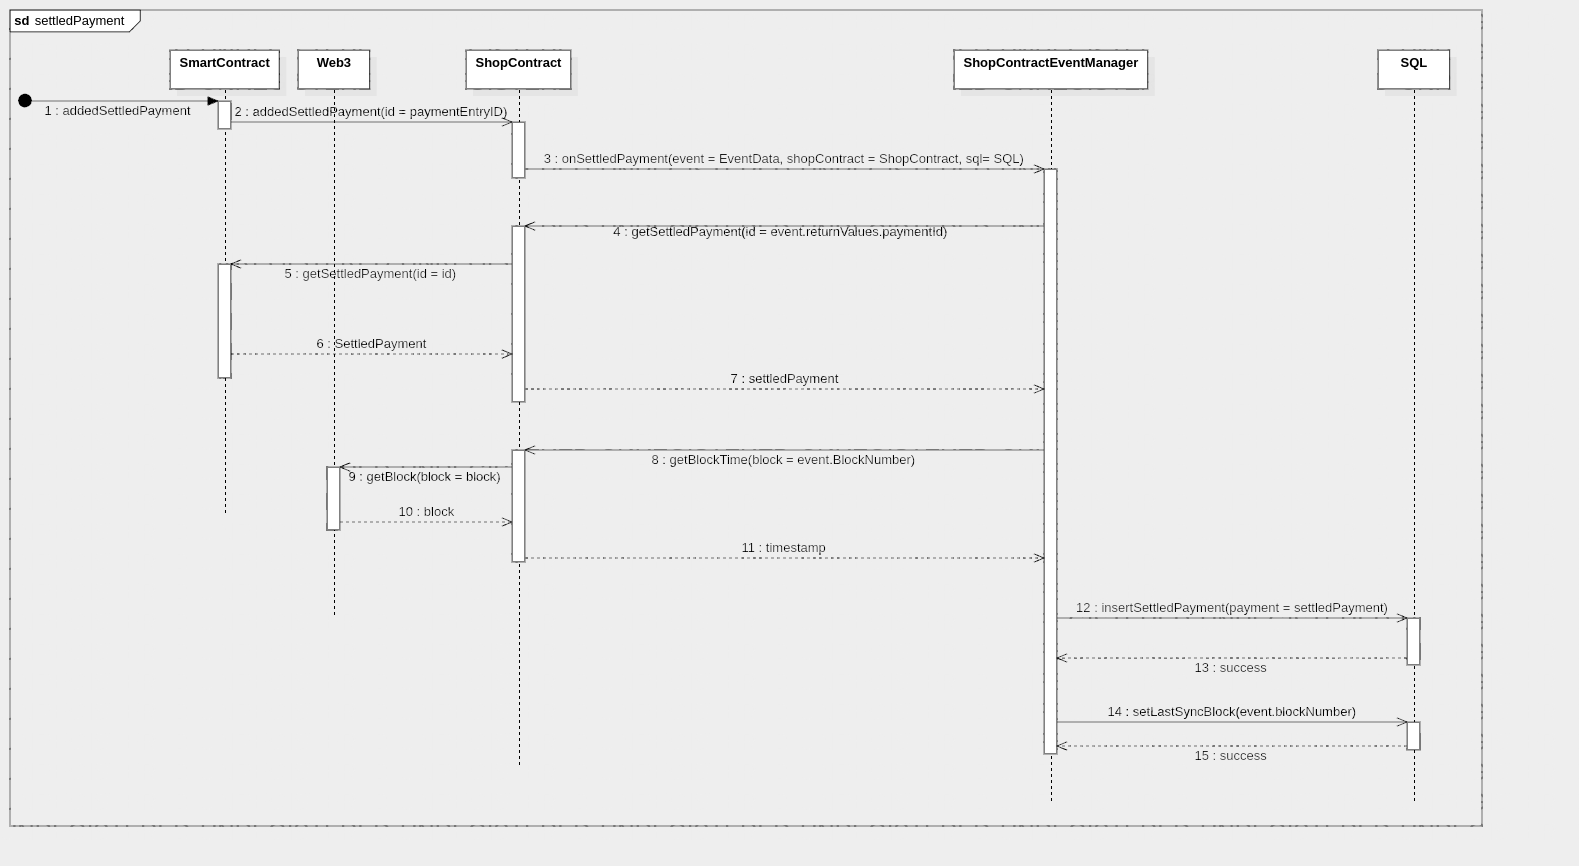 sd settledPayment
SmartContract
Web3
ShopContract
ShopContractEventManager
SQL
1 : addedSettledPayment
2 : addedSettledPayment(id = paymentEntryID)
3 : onSettledPayment(event = EventData, shopContract = ShopContract, sql= SQL)
4 : getSettledPayment(id = event.returnValues.paymentId)
5 : getSettledPayment(id = id)
6 : SettledPayment
7 : settledPayment
8 : getBlockTime(block = event.BlockNumber)
9 : getBlock(block = block)
10 : block
11 : timestamp
12 : insertSettledPayment(payment = settledPayment)
13 : success
14 : setLastSyncBlock(event.blockNumber)
15 : success